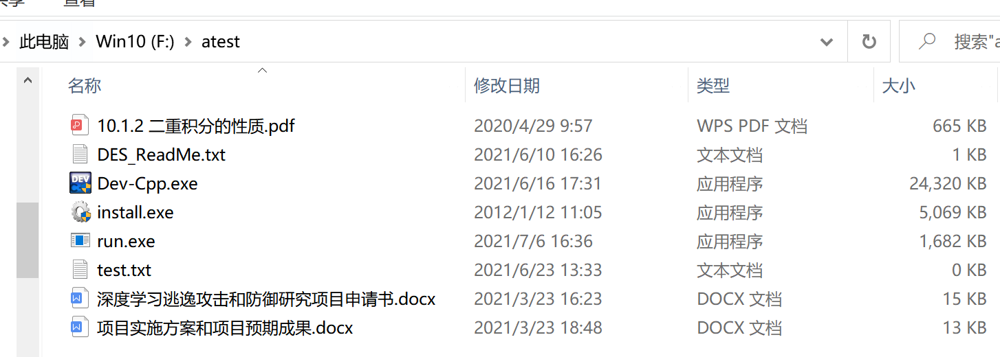 共享 查看
此电脑 Win10 (F:) atest 搜索"a
名称 修改日期 类型 大小
10.1.2 二重积分的性质.pdf 2020/4/29 9:57 WPS PDF 文档 665 KB
DES_ReadMe.txt 2021/6/10 16:26 文本文档 1 KB
Dev-Cpp.exe 2021/6/16 17:31 应用程序 24,320 KB
install.exe 2012/1/12 11:05 应用程序 5,069 KB
run.exe 2021/7/6 16:36 应用程序 1,682 KB
test.txt 2021/6/23 13:33 文本文档 0 KB
深度学习逃逸攻击和防御研究项目申请书.docx 2021/3/23 16:23 DOCX 文档 15 KB
项目实施方案和项目预期成果.docx 2021/3/23 18:48 DOCX 文档 13 KB